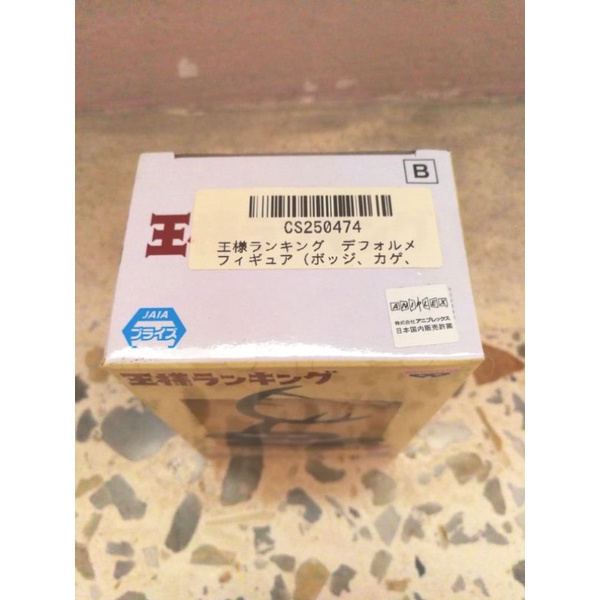 B
CS250474
王様ランキング デフォルメ
フィギュア（ボッジ、カゲ、
王
JAIA
プライズ
ANIPLEX
株式会社アニプレックス
日本国内販売許諾
王様ランキング